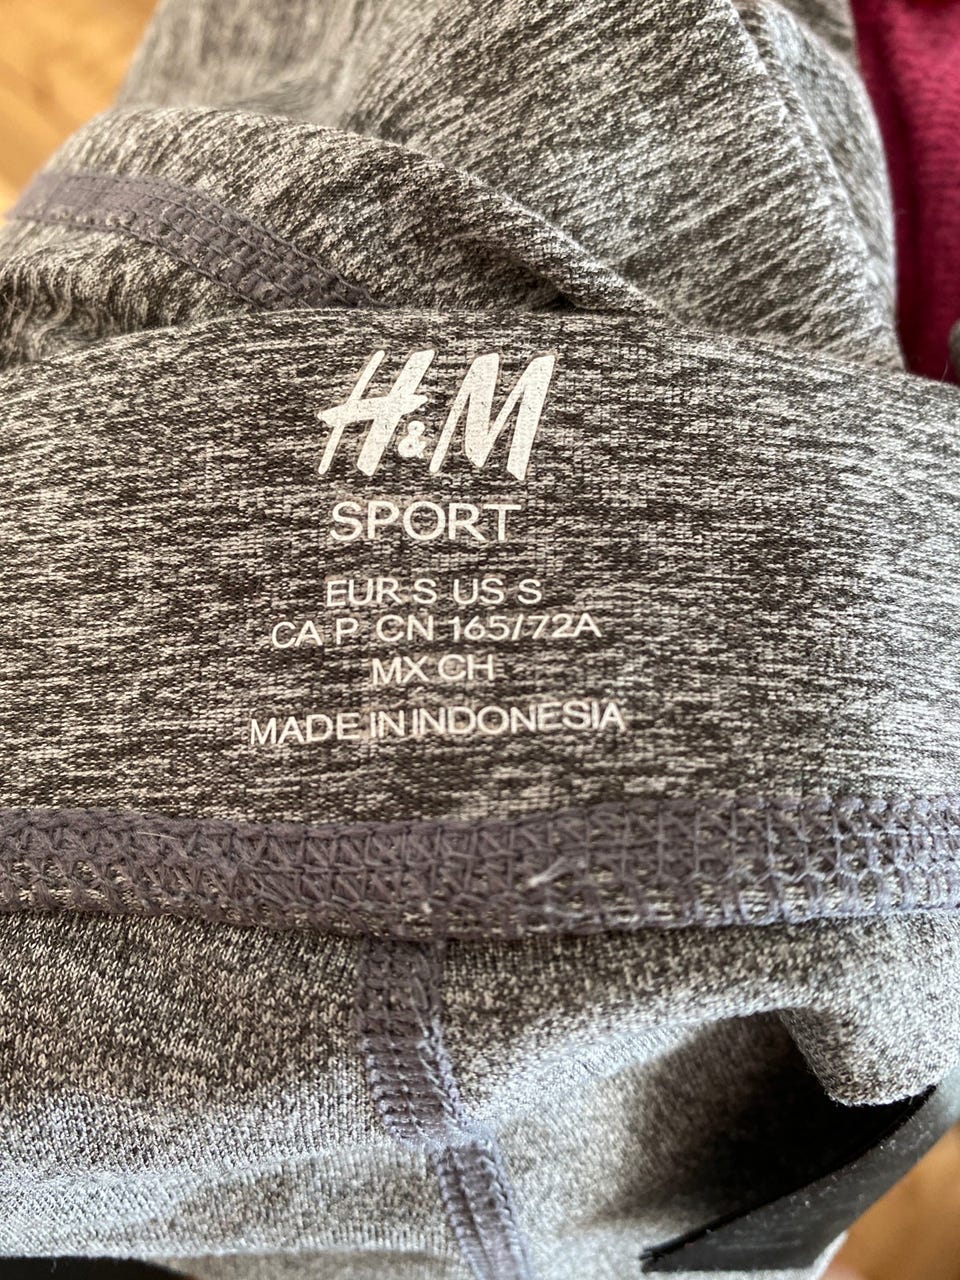 H&M
SPORT
EUR S US S
CA P CN 165/72A
MX CH
MADE IN INDONESIA